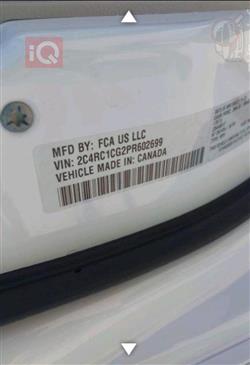 iQ
MFD BY: FCA US LLC
VIN: 2C4RC1CG2PR602699
VEHICLE MADE IN: CANADA